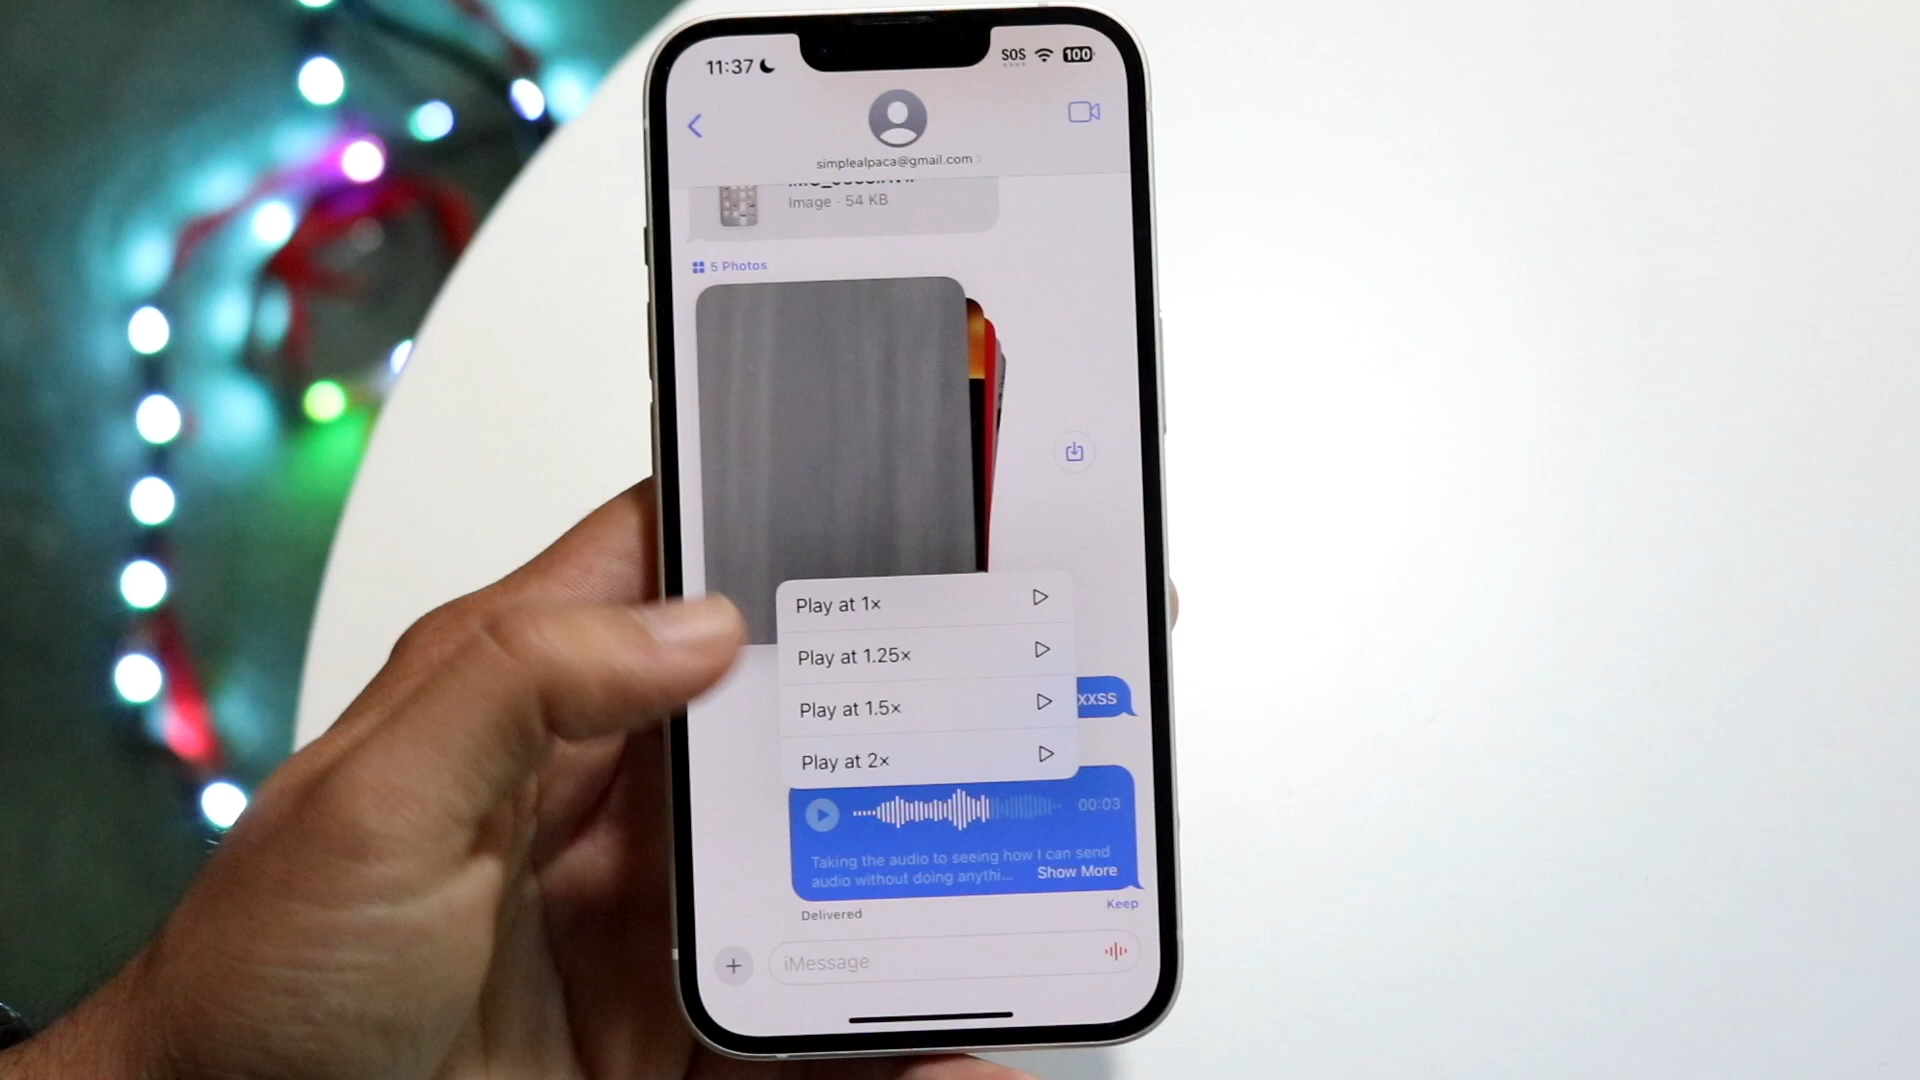 11:37
SOS
100
simplealpaca@gmail.com
Image · 54 KB
5 Photos
Play at 1×
Play at 1.25×
Play at 1.5×
Play at 2×
xxss
00:03
Taking the audio to seeing how I can send
audio without doing anythi... Show More
Delivered
Keep
iMessage